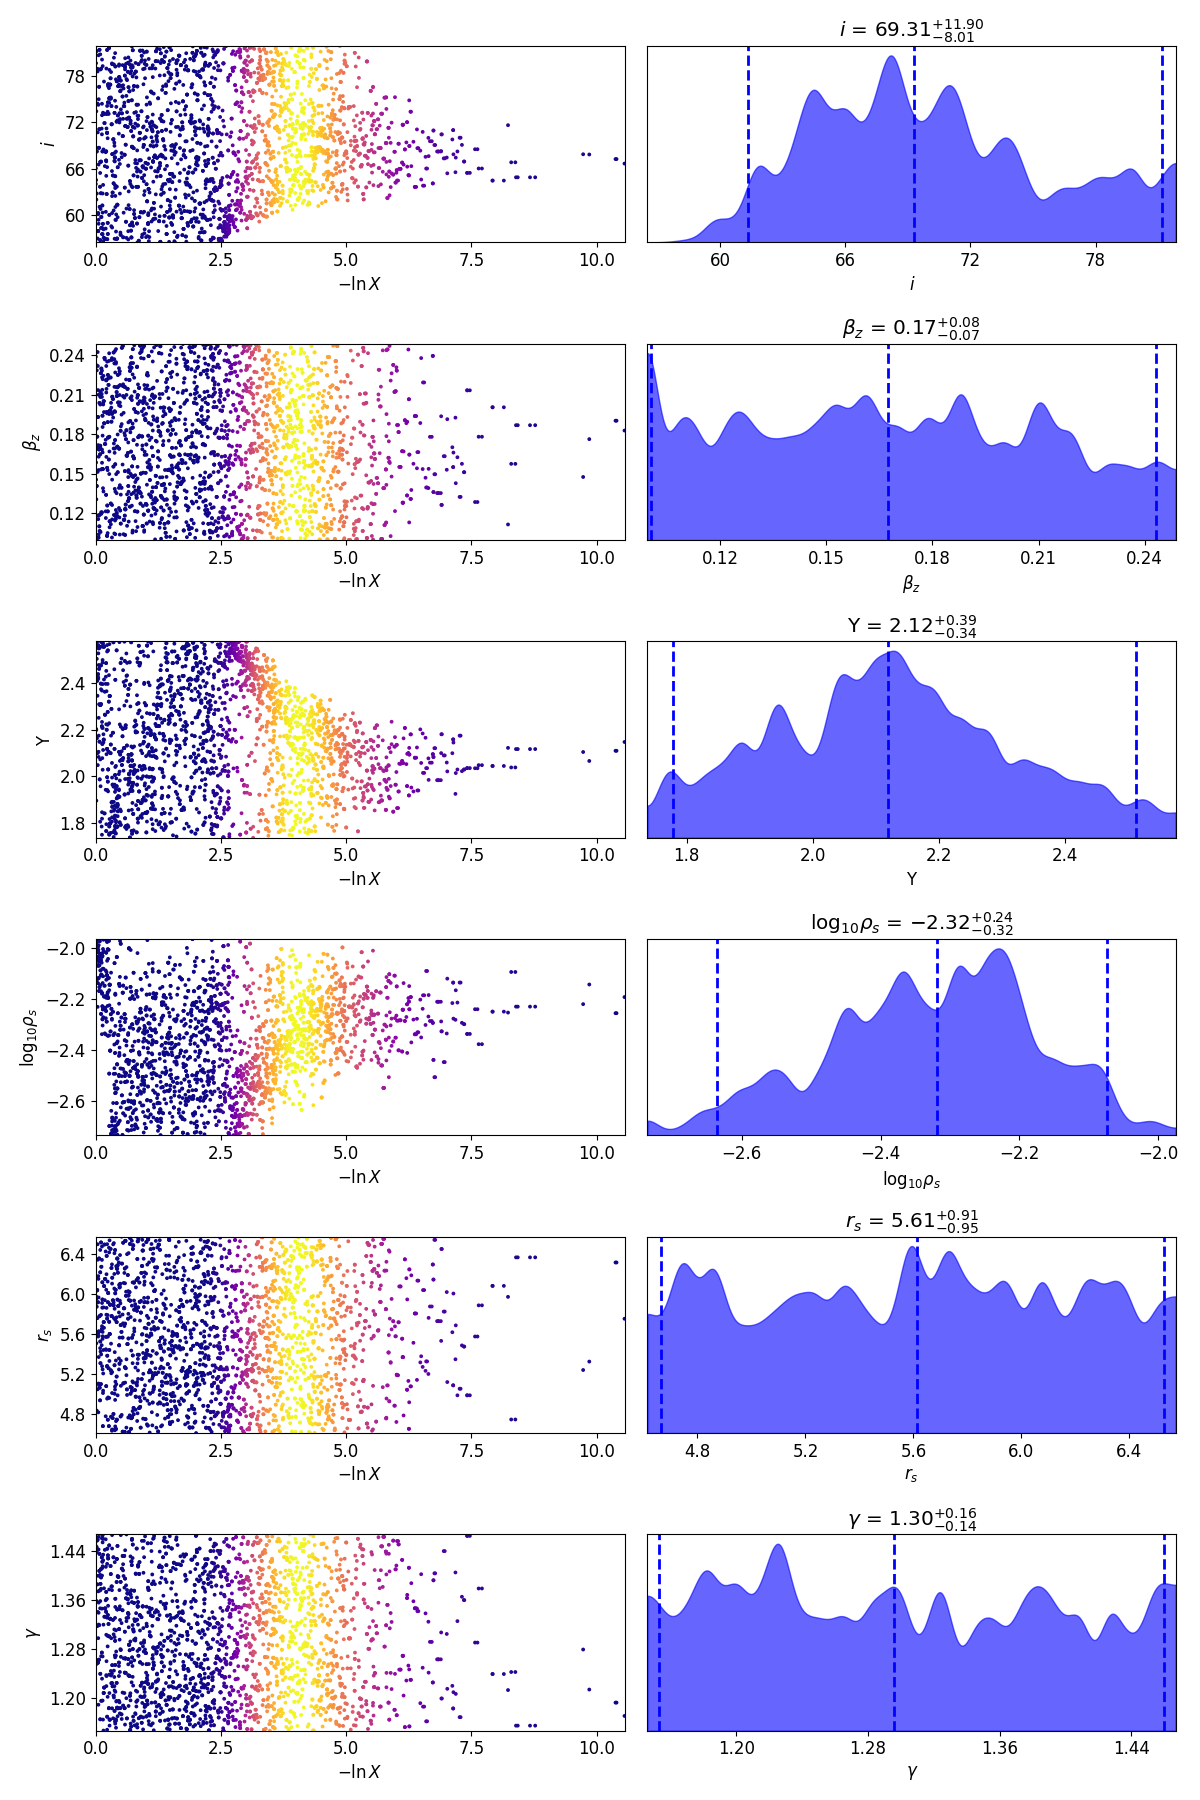 i = 69.31+11.90 −8.01
78
72
66
60
i
0.0 2.5 5.0 7.5 10.0
−ln X
60 66 72 78
i
βz = 0.17+0.08 −0.07
0.24
0.21
0.18
0.15
0.12
βz
0.0 2.5 5.0 7.5 10.0
−ln X
0.12 0.15 0.18 0.21 0.24
βz
Y = 2.12+0.39 −0.34
2.4
2.2
2.0
1.8
Y
0.0 2.5 5.0 7.5 10.0
−ln X
1.8 2.0 2.2 2.4
Y
log10ρs = −2.32+0.24 −0.32
−2.0
−2.2
−2.4
−2.6
log10ρs
0.0 2.5 5.0 7.5 10.0
−ln X
−2.6 −2.4 −2.2 −2.0
log10ρs
rs = 5.61+0.91 −0.95
6.4
6.0
5.6
5.2
4.8
rs
0.0 2.5 5.0 7.5 10.0
−ln X
4.8 5.2 5.6 6.0 6.4
rs
γ = 1.30+0.16 −0.14
1.44
1.36
1.28
1.20
γ
0.0 2.5 5.0 7.5 10.0
−ln X
1.20 1.28 1.36 1.44
γ